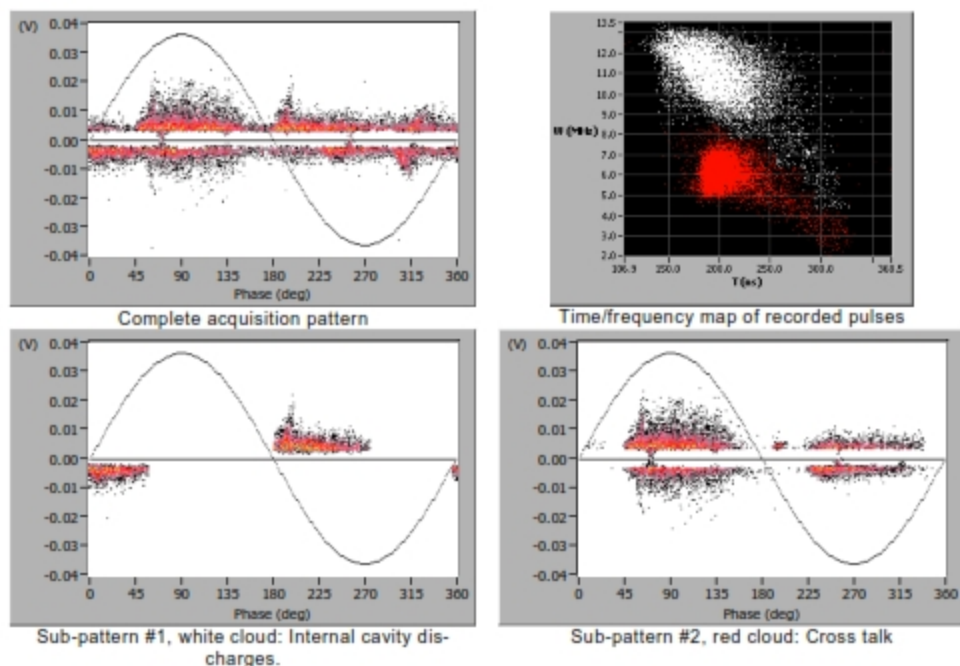 (V)
0.04
0.03
0.02
0.01
0.00
-0.01
-0.02
-0.03
-0.04
0 45 90 135 180 225 270 315 360
Phase (deg)
Complete acquisition pattern
13.5
12.0
11.0
10.0
9.0
8.0
7.0
6.0
5.0
4.0
3.0
2.0
W (MHz)
150.0 200.0 250.0 300.0
T(ns)
Time/frequency map of recorded pulses
(V)
0.04
0.03
0.02
0.01
0.00
-0.01
-0.02
-0.03
-0.04
0 45 90 135 180 225 270 315 360
Phase (deg)
Sub-pattern #1, white cloud: Internal cavity dis-
charges.
(V)
0.04
0.03
0.02
0.01
0.00
-0.01
-0.02
-0.03
-0.04
0 45 90 135 180 225 270 315 360
Phase (deg)
Sub-pattern #2, red cloud: Cross talk